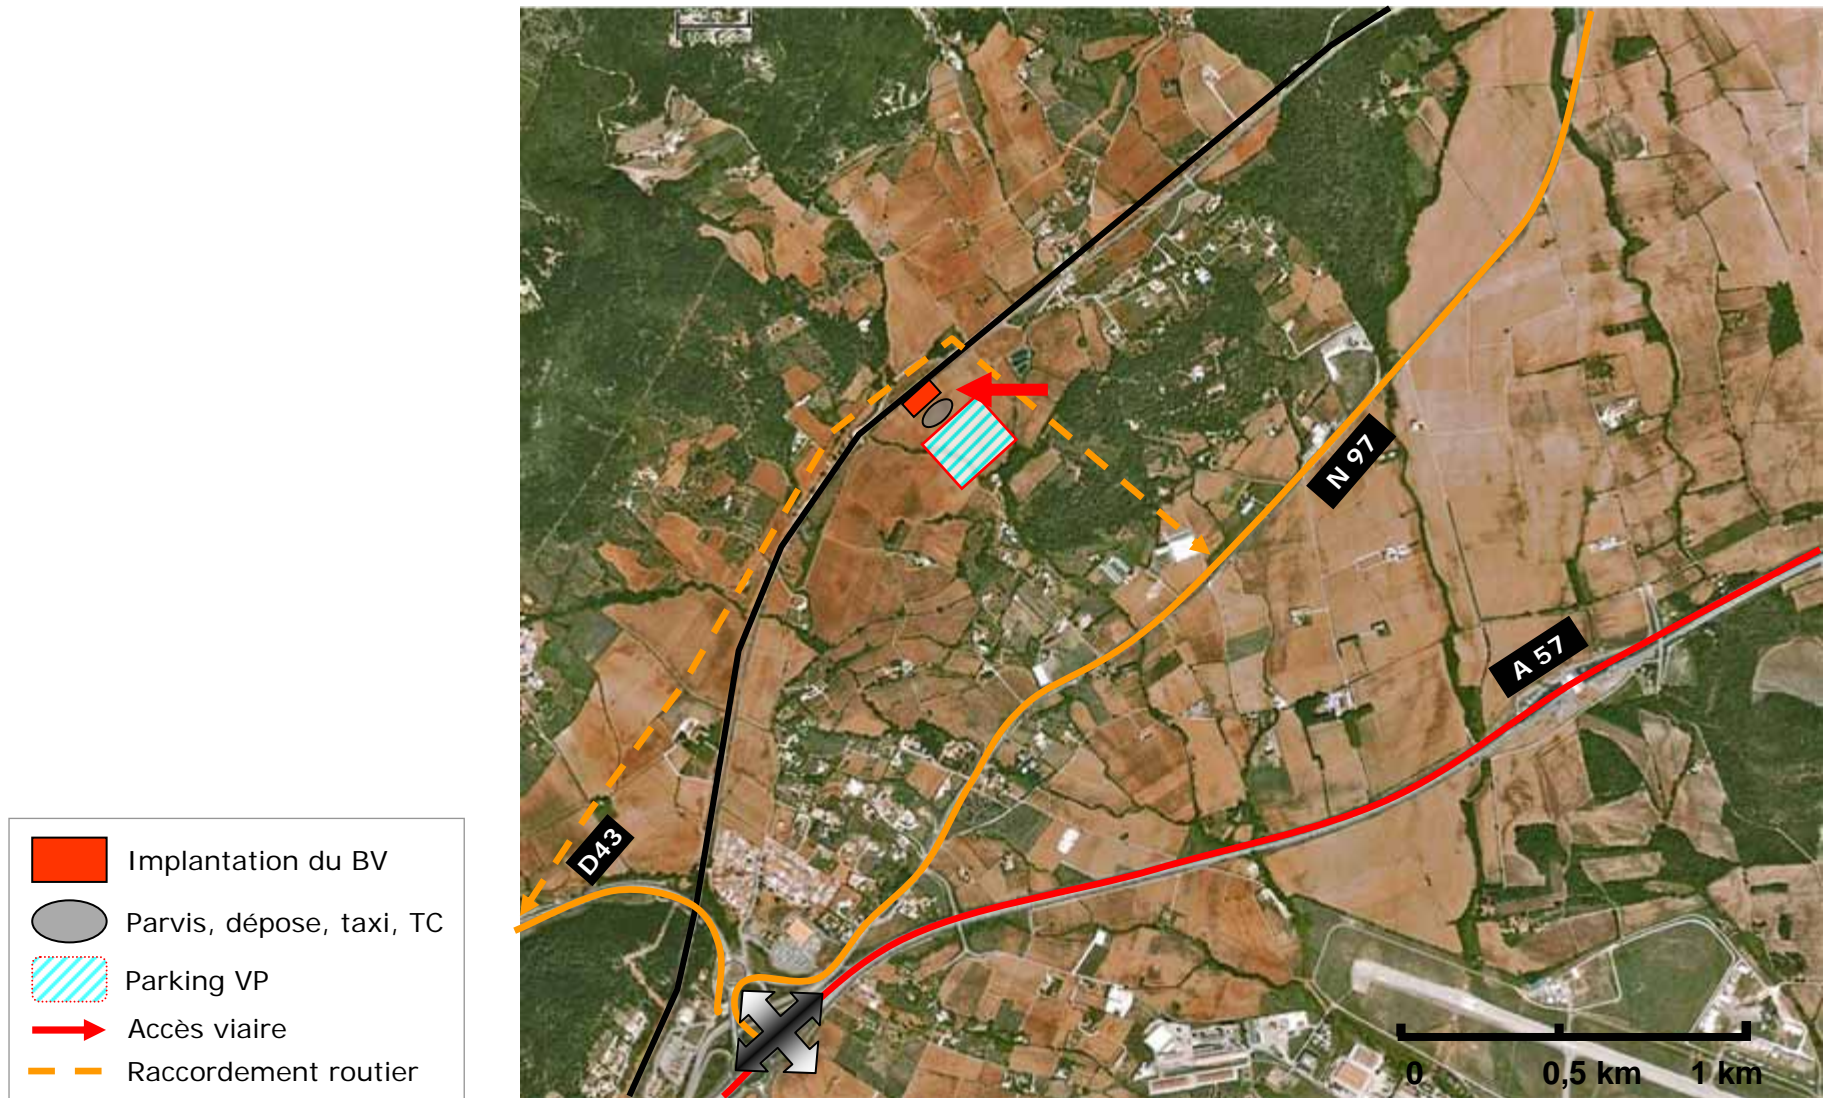 N 97
A 57
D43
Implantation du BV
Parvis, dépose, taxi, TC
Parking VP
Accès viaire
Raccordement routier
0 0,5 km 1 km